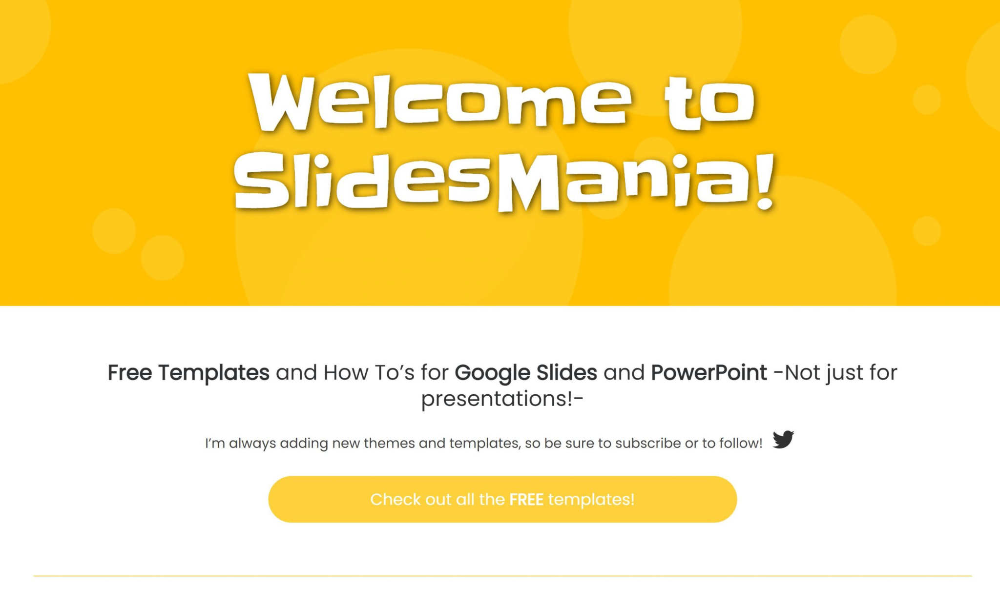 Welcome to
SlidesMania!
Free Templates and How To’s for Google Slides and PowerPoint -Not just for
presentations!-
I’m always adding new themes and templates, so be sure to subscribe or to follow!
Check out all the FREE templates!